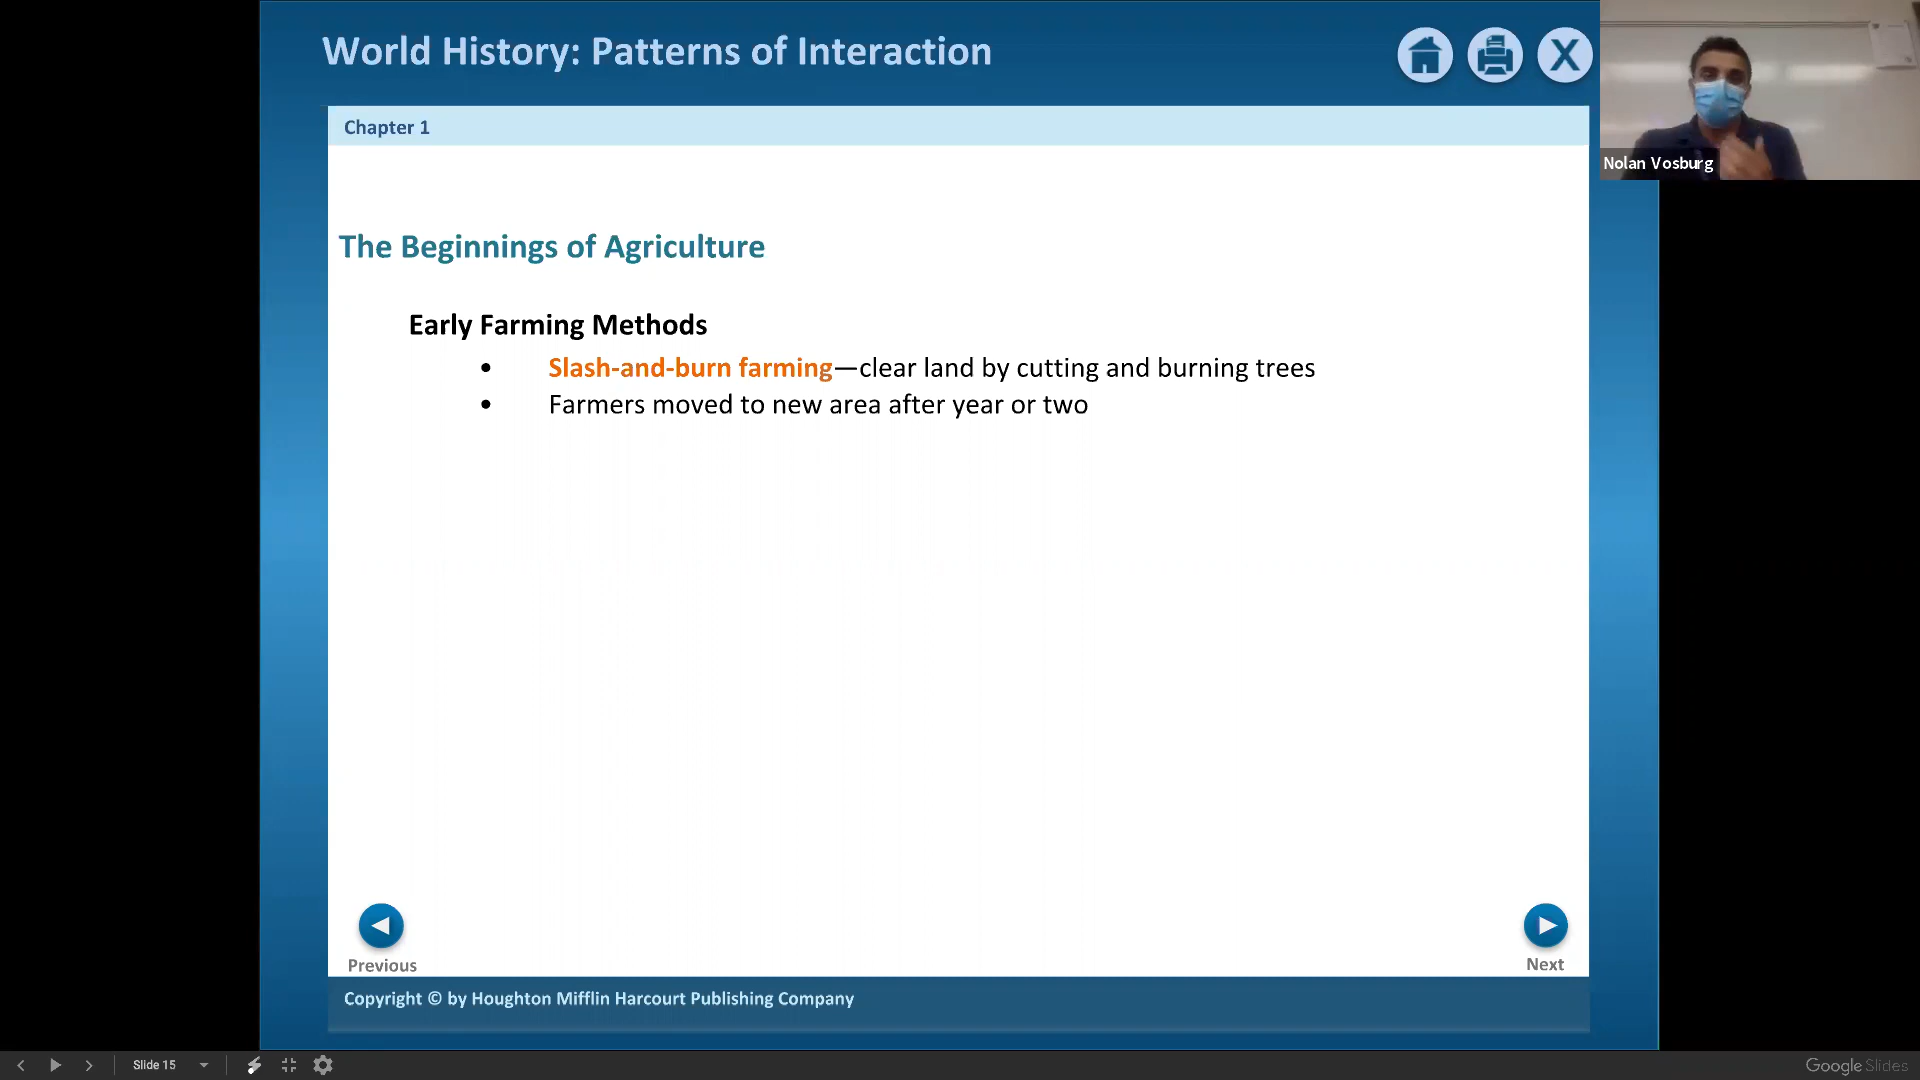 World History: Patterns of Interaction
X
Nolan Vosburg
Chapter 1
The Beginnings of Agriculture
Early Farming Methods
• Slash-and-burn farming—clear land by cutting and burning trees
• Farmers moved to new area after year or two
Previous
Next
Copyright © by Houghton Mifflin Harcourt Publishing Company
Slide 15
Google Slides